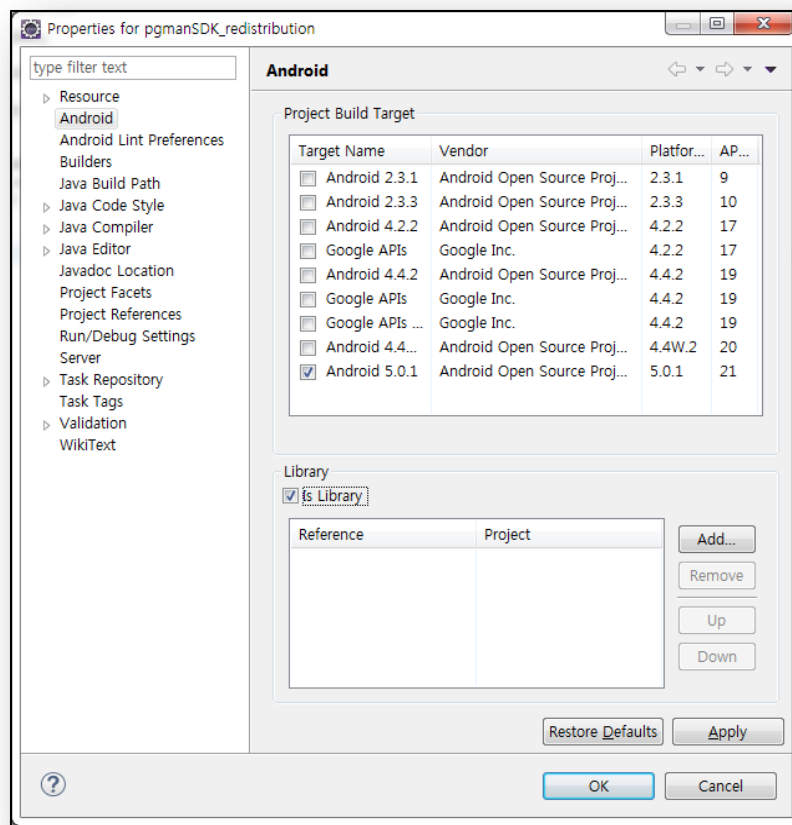 Properties for pgmanSDK_redistribution
type filter text
Resource
Android
Android Lint Preferences
Builders
Java Build Path
Java Code Style
Java Compiler
Java Editor
Javadoc Location
Project Facets
Project References
Run/Debug Settings
Server
Task Repository
Task Tags
Validation
WikiText
Android
Project Build Target
Target Name Vendor Platfor... AP...
Android 2.3.1 Android Open Source Proj... 2.3.1 9
Android 2.3.3 Android Open Source Proj... 2.3.3 10
Android 4.2.2 Android Open Source Proj... 4.2.2 17
Google APIs Google Inc. 4.2.2 17
Android 4.4.2 Android Open Source Proj... 4.4.2 19
Google APIs Google Inc. 4.4.2 19
Google APIs ... Google Inc. 4.4.2 19
Android 4.4... Android Open Source Proj... 4.4W.2 20
Android 5.0.1 Android Open Source Proj... 5.0.1 21
Library
Is Library
Reference Project
Add...
Remove
Up
Down
Restore Defaults Apply
? OK Cancel